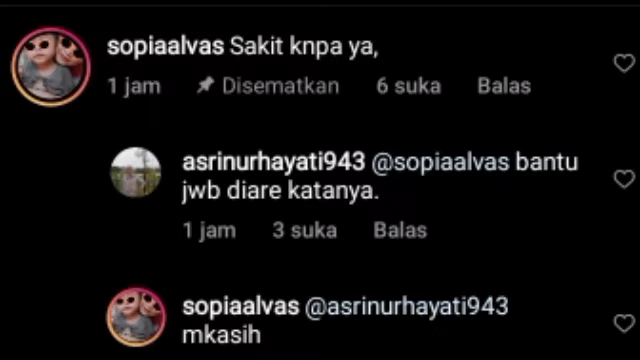 sopiaalvas Sakit knpa ya,
1 jam Disematkan 6 suka Balas
asrinurhayati943 @sopiaalvas bantu
jwb diare katanya.
1 jam 3 suka Balas
sopiaalvas @asrinurhayati943
mkasih